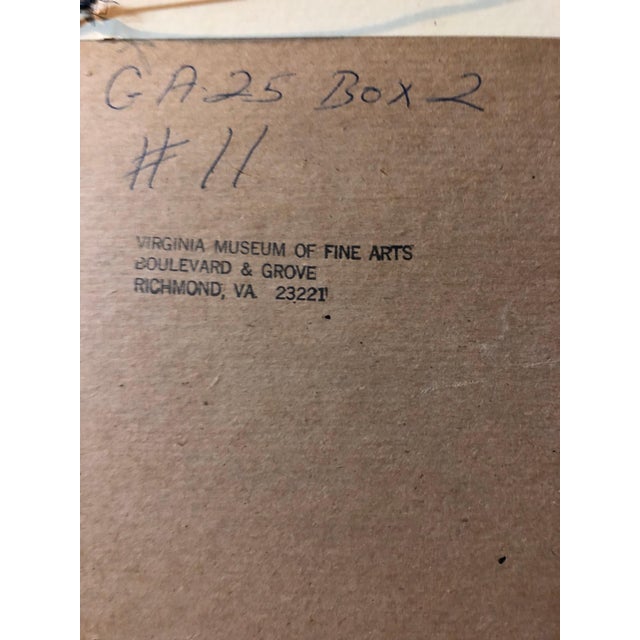 GA-25 Box 2
# 11
VIRGINIA MUSEUM OF FINE ARTS
BOULEVARD & GROVE
RICHMOND, VA 23221